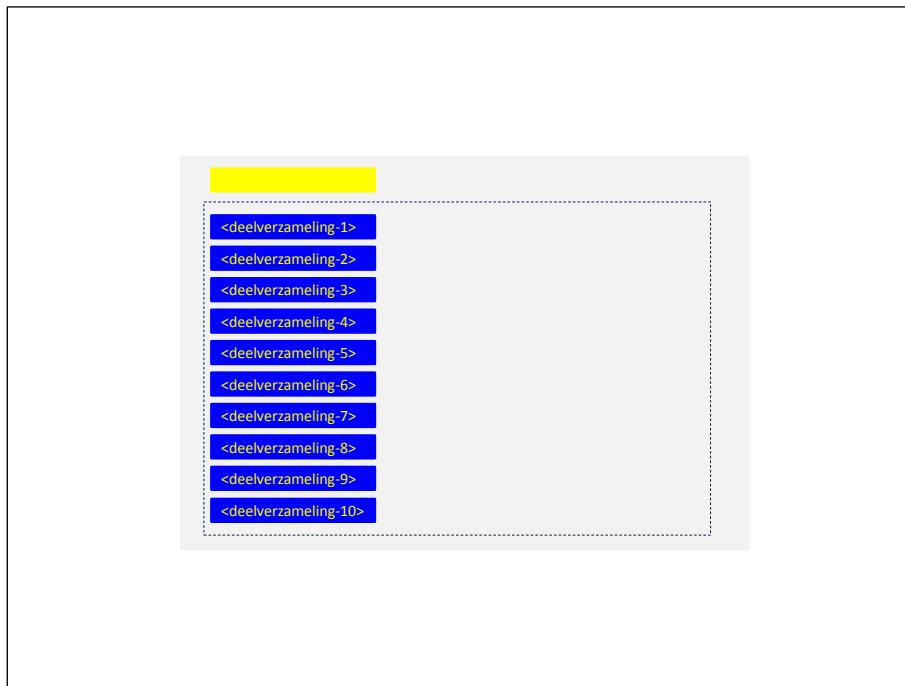 <deelverzameling-1>
<deelverzameling-2>
<deelverzameling-3>
<deelverzameling-4>
<deelverzameling-5>
<deelverzameling-6>
<deelverzameling-7>
<deelverzameling-8>
<deelverzameling-9>
<deelverzameling-10>